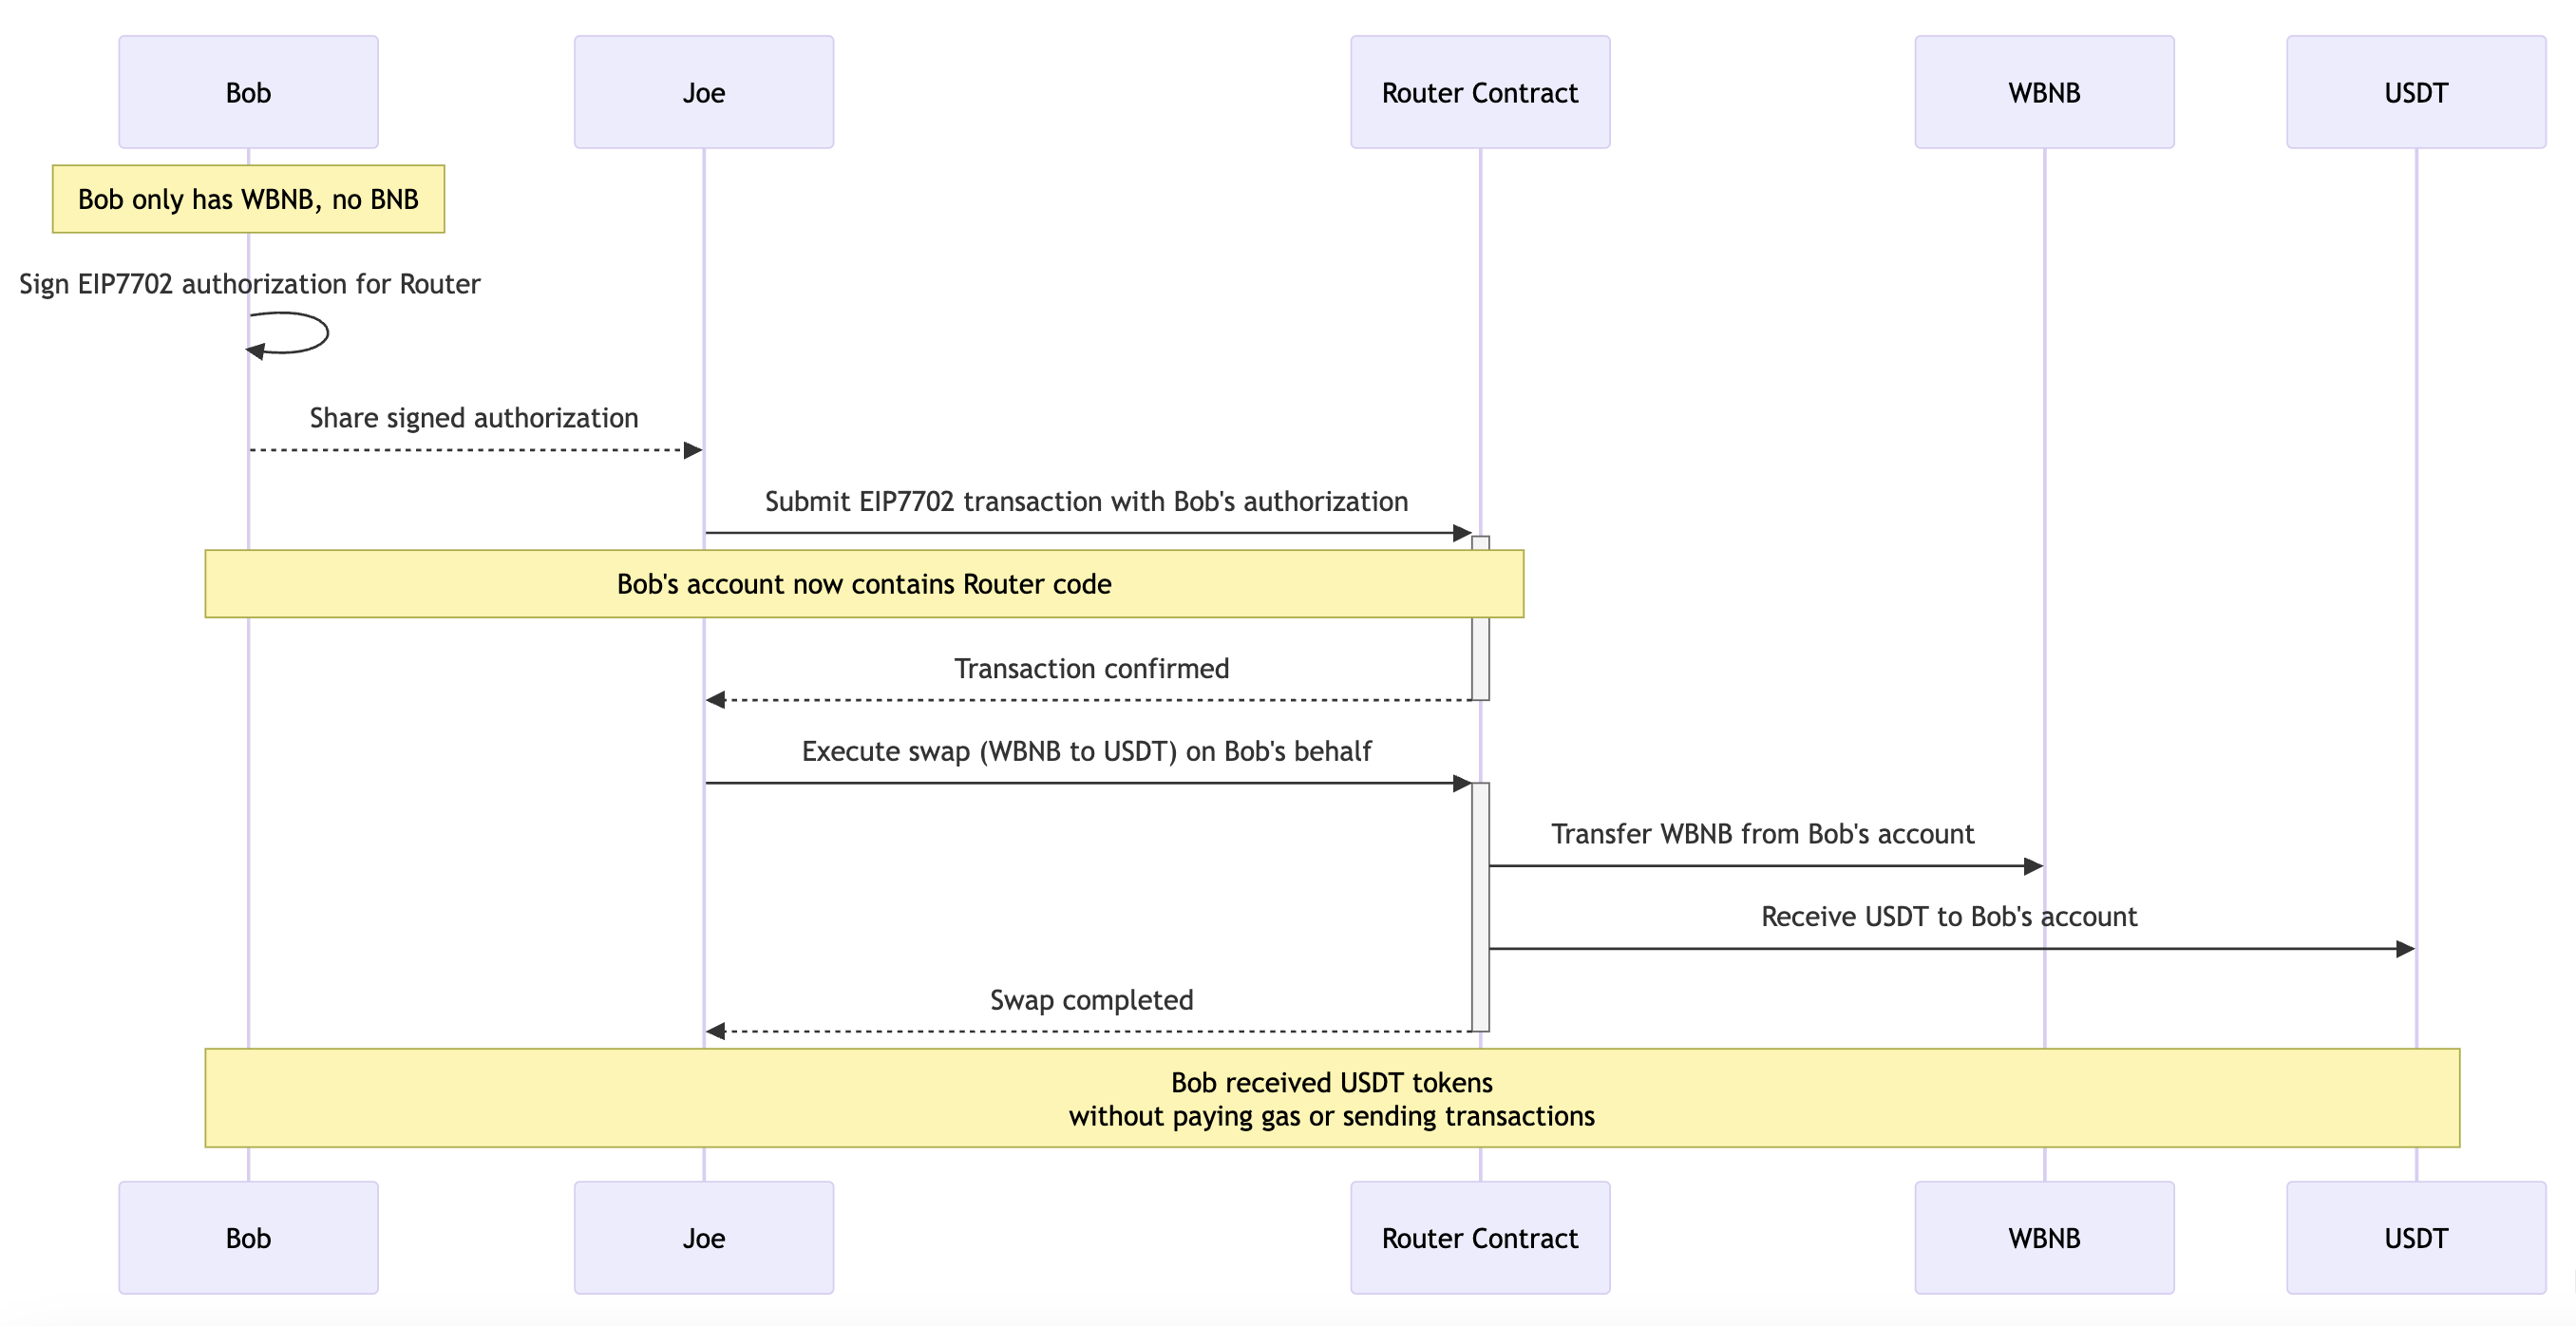 Bob
Joe
Router Contract
WBNB
USDT
Bob only has WBNB, no BNB
Sign EIP7702 authorization for Router
Share signed authorization
Submit EIP7702 transaction with Bob's authorization
Bob's account now contains Router code
Transaction confirmed
Execute swap (WBNB to USDT) on Bob's behalf
Transfer WBNB from Bob's account
Receive USDT to Bob's account
Swap completed
Bob received USDT tokens
without paying gas or sending transactions
Bob
Joe
Router Contract
WBNB
USDT